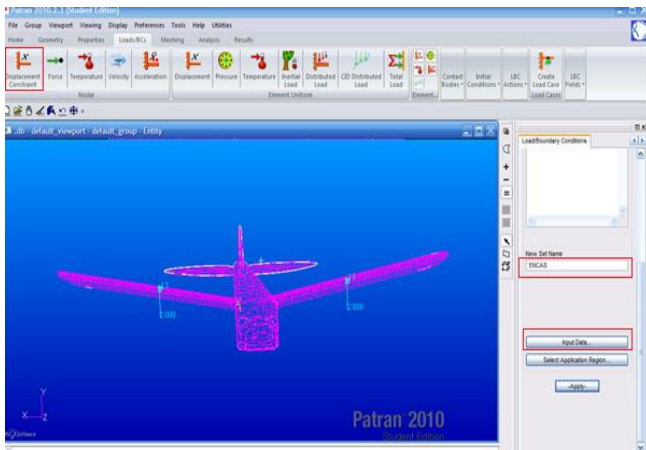 Patran 2010.2.3 (Student Edition)
File Group Viewport Viewing Display Preferences Tools Help Utilities
Home Geometry Properties Loads/BCs Meshing Analysis Results
Displacement Constraint Force Temperature Velocity Acceleration Displacement Pressure Temperature Inertial Load Distributed Load CID Distributed Load Total Load Contact Bodies Initial Conditions LBC Actions Create Load Case LBC Fields
Nodal Element Uniform Element... Load Cases
.db - default_viewport - default_group - Entity
Load/Boundary Conditions
New Set Name
ENCAS
2.000
2.000
Input Data...
Select Application Region...
-Apply-
Y
X Z
Patran 2010
Student Edition